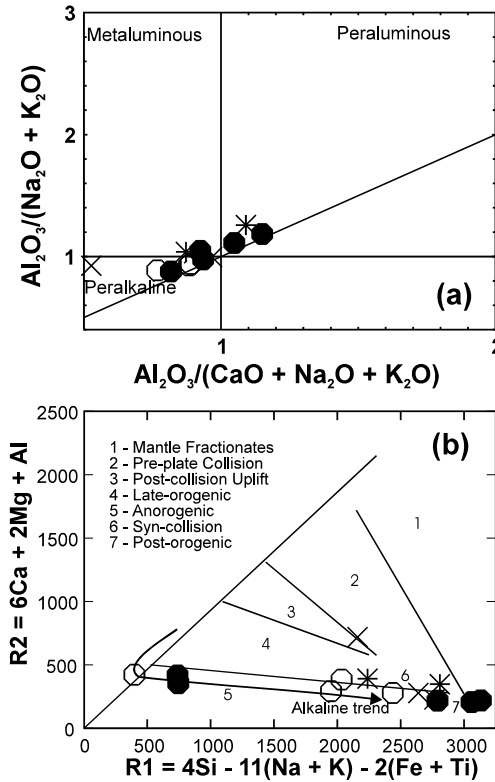 3
Metaluminous Peraluminous
2
1
Peralkaline
(a)
1 2
Al₂O₃/(Na₂O + K₂O)
Al₂O₃/(CaO + Na₂O + K₂O)
2500
(b)
1 - Mantle Fractionates
2 - Pre-plate Collision
3 - Post-collision Uplift
4 - Late-orogenic
5 - Anorogenic
6 - Syn-collision
7 - Post-orogenic
2000
1500
1000
500
0
1
2
3
4
5
6
7
Alkaline trend
0 500 1000 1500 2000 2500 3000
R2 = 6Ca + 2Mg + Al
R1 = 4Si - 11(Na + K) - 2(Fe + Ti)